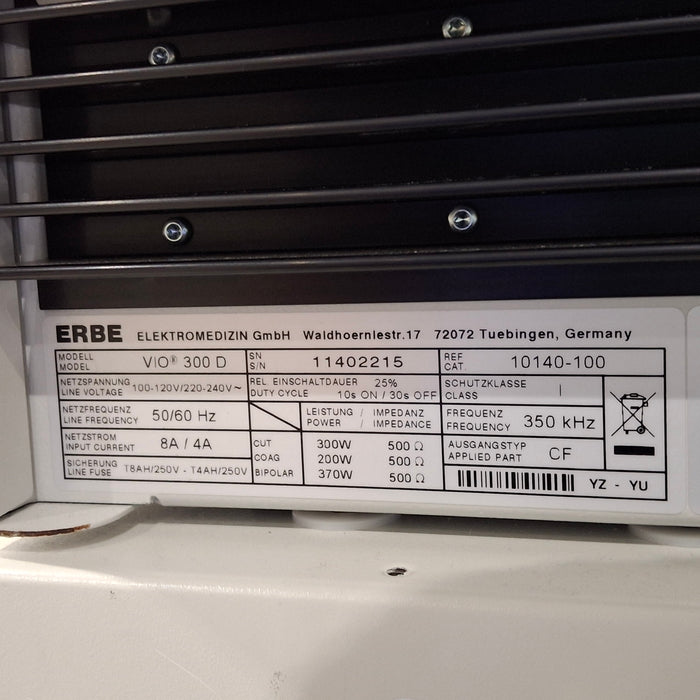 ERBE ELEKTROMEDIZIN GmbH Waldhoernlestr.17 72072 Tuebingen, Germany
MODELL
MODEL
VIO® 300 D
SN
S/N
11402215
REF
CAT.
10140-100
NETZSPANNUNG
LINE VOLTAGE
100-120V/220-240V~
REL. EINSCHALTDAUER 25%
DUTY CYCLE 10s ON / 30s OFF
SCHUTZKLASSE
CLASS
I
NETZFREQUENZ
LINE FREQUENCY
50/60 Hz
LEISTUNG / IMPEDANZ
POWER / IMPEDANCE
FREQUENZ
FREQUENCY
350 kHz
NETZSTROM
INPUT CURRENT
8A / 4A
CUT 300W 500 Ω
COAG 200W 500 Ω
BIPOLAR 370W 500 Ω
AUSGANGSTYP
APPLIED PART
CF
SICHERUNG
LINE FUSE
T8AH/250V - T4AH/250V
YZ - YU